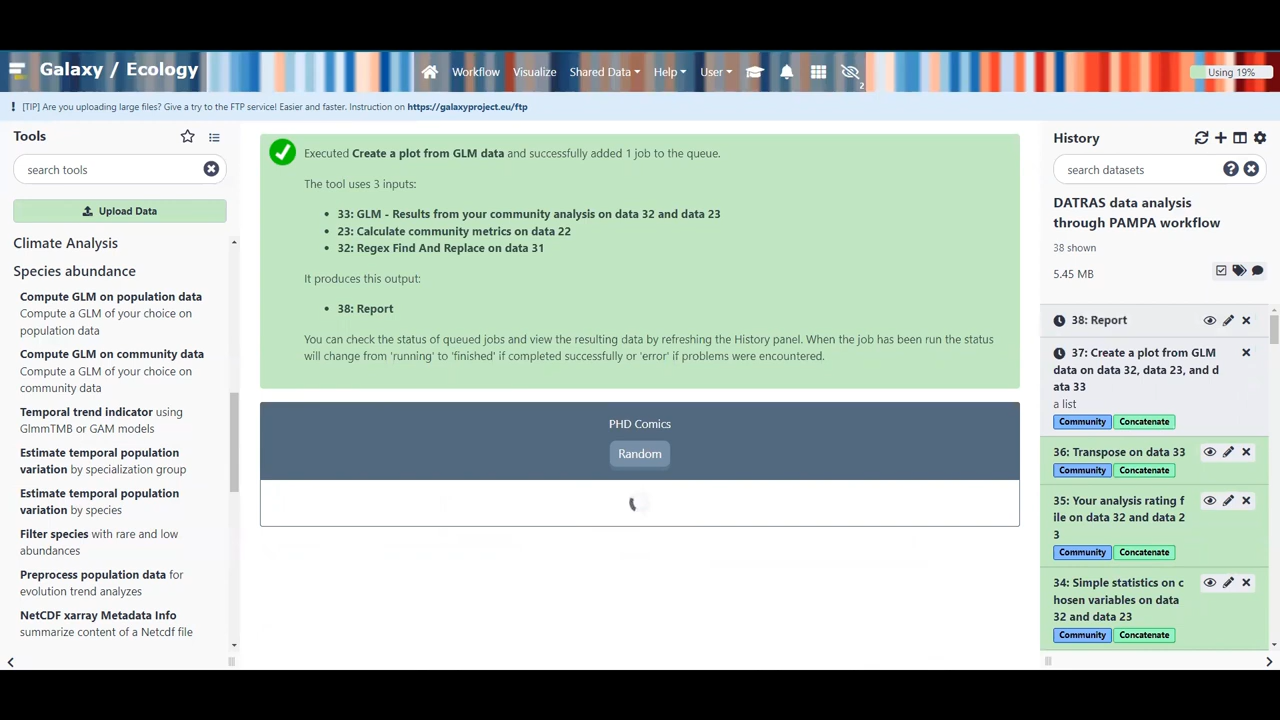 Galaxy / Ecology
Workflow
Visualize
Shared Data
Help
User
2
Using 19%
! [TIP] Are you uploading large files? Give a try to the FTP service! Easier and faster. Instruction on https://galaxyproject.eu/ftp
Tools
search tools
Upload Data
Climate Analysis
Species abundance
Compute GLM on population data
Compute a GLM of your choice on
population data
Compute GLM on community data
Compute a GLM of your choice on
community data
Temporal trend indicator using
GlmmTMB or GAM models
Estimate temporal population
variation by specialization group
Estimate temporal population
variation by species
Filter species with rare and low
abundances
Preprocess population data for
evolution trend analyzes
NetCDF xarray Metadata Info
summarize content of a Netcdf file
Executed Create a plot from GLM data and successfully added 1 job to the queue.
The tool uses 3 inputs:
• 33: GLM - Results from your community analysis on data 32 and data 23
• 23: Calculate community metrics on data 22
• 32: Regex Find And Replace on data 31
It produces this output:
• 38: Report
You can check the status of queued jobs and view the resulting data by refreshing the History panel. When the job has been run the status
will change from 'running' to 'finished' if completed successfully or 'error' if problems were encountered.
PHD Comics
Random
History
search datasets
DATRAS data analysis
through PAMPA workflow
38 shown
5.45 MB
38: Report
37: Create a plot from GLM
data on data 32, data 23, and d
ata 33
a list
Community Concatenate
36: Transpose on data 33
Community Concatenate
35: Your analysis rating f
ile on data 32 and data 2
3
Community Concatenate
34: Simple statistics on c
hosen variables on data
32 and data 23
Community Concatenate